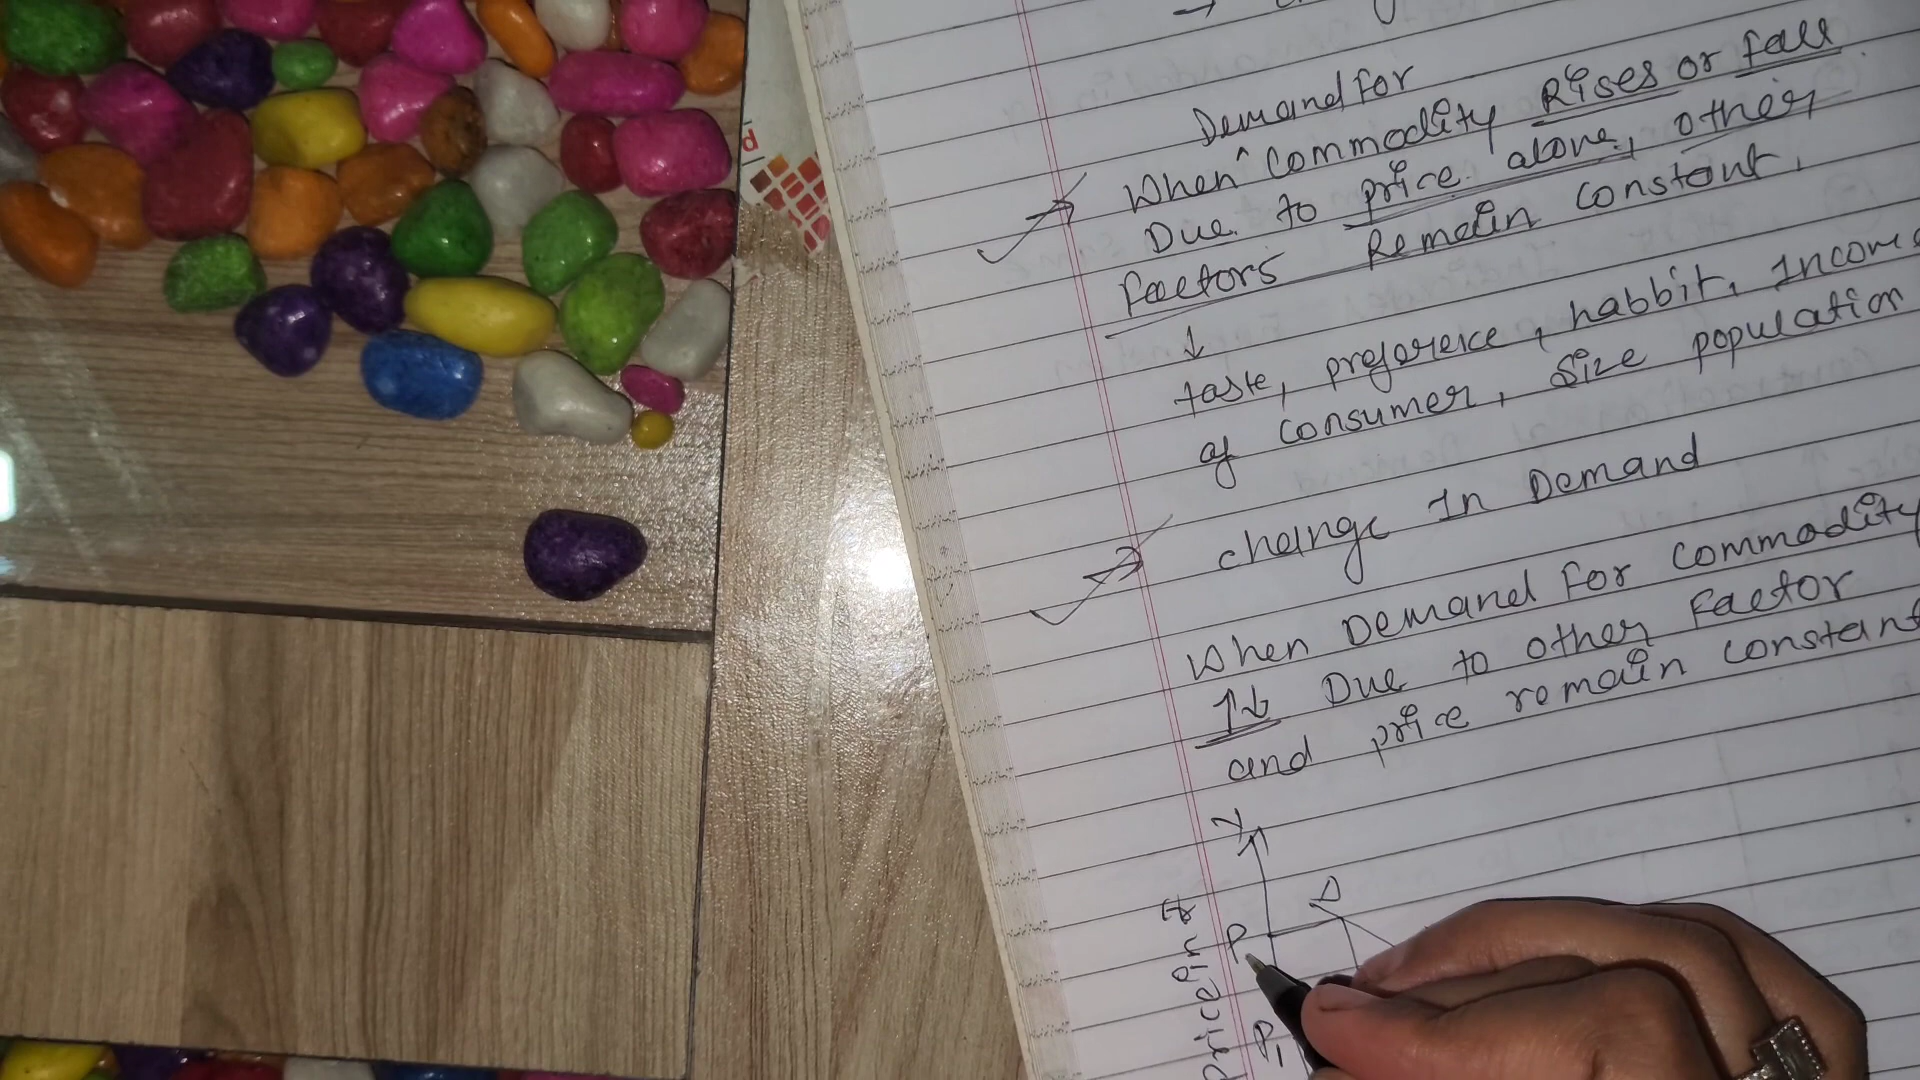 Demand For
When ^ Commodity Rises or fall
Due to price alone, other
factors Remain constant.
↓
taste, preference, habbit, Income
of consumer, Size population
change In Demand
When Demand For commodity
↑↓ Due to other Factor
and price remain constant
Y
D
P
Price in ₹
P1